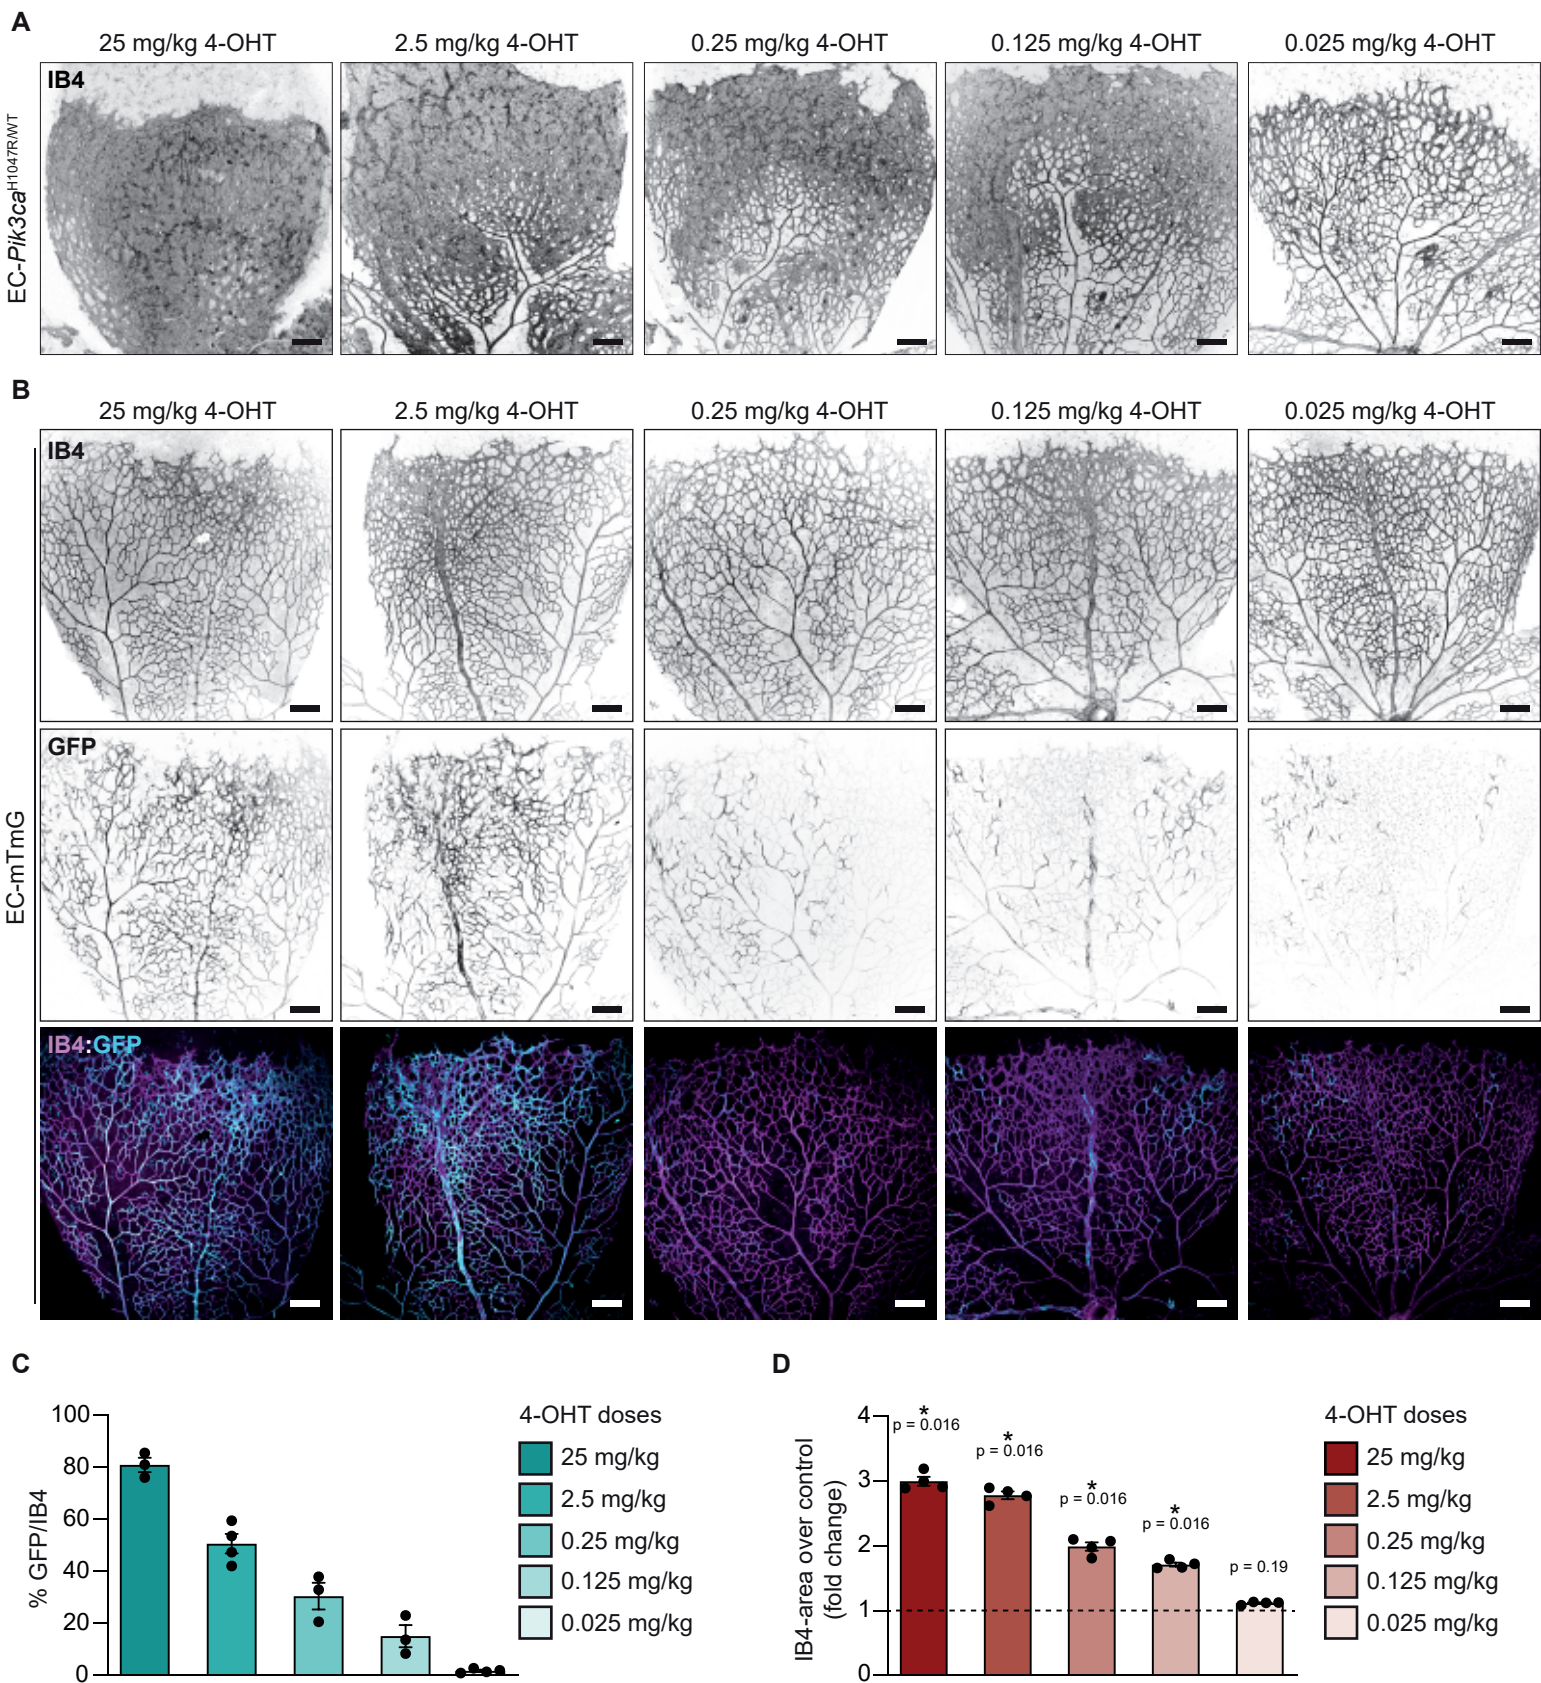 A
25 mg/kg 4-OHT
2.5 mg/kg 4-OHT
0.25 mg/kg 4-OHT
0.125 mg/kg 4-OHT
0.025 mg/kg 4-OHT
IB4
EC-Pik3ca^H1047R/WT
B
25 mg/kg 4-OHT
2.5 mg/kg 4-OHT
0.25 mg/kg 4-OHT
0.125 mg/kg 4-OHT
0.025 mg/kg 4-OHT
IB4
GFP
IB4:GFP
EC-mTmG
C
% GFP/IB4
100
80
60
40
20
0
4-OHT doses
25 mg/kg
2.5 mg/kg
0.25 mg/kg
0.125 mg/kg
0.025 mg/kg
D
IB4-area over control
(fold change)
4
3
2
1
0
*
p = 0.016
*
p = 0.016
*
p = 0.016
*
p = 0.016
p = 0.19
4-OHT doses
25 mg/kg
2.5 mg/kg
0.25 mg/kg
0.125 mg/kg
0.025 mg/kg